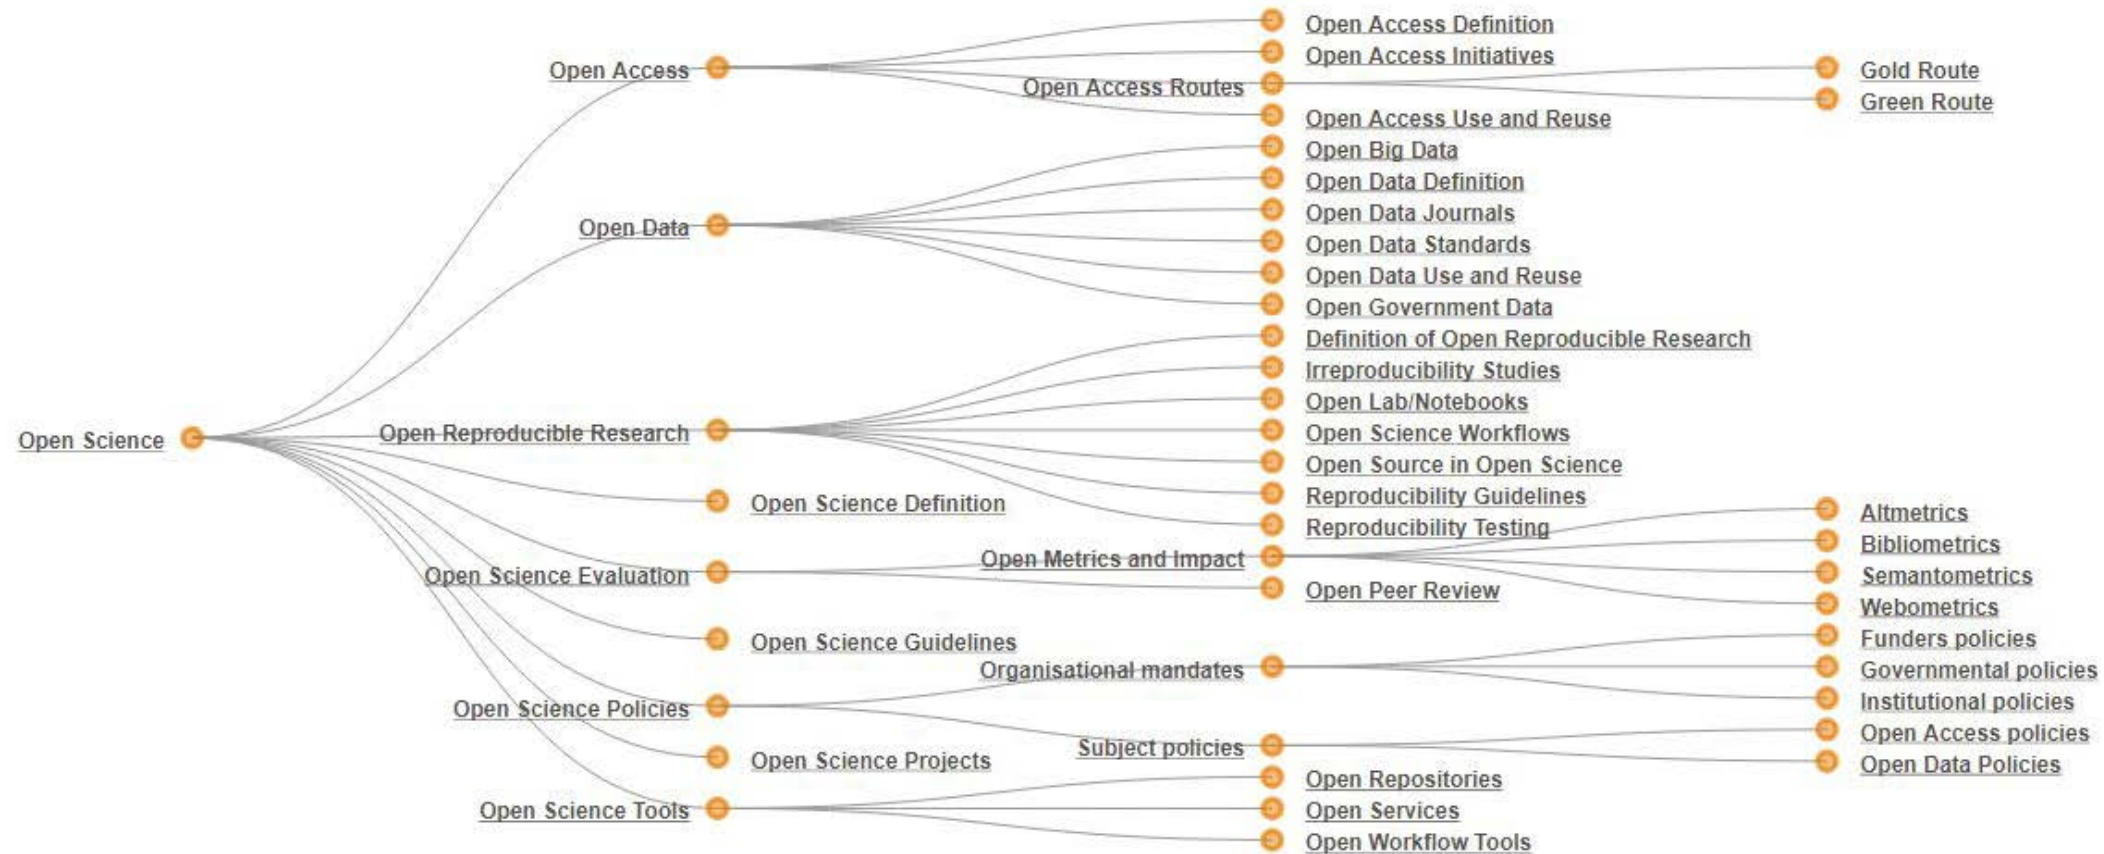 Open Science
Open Access
Open Access Definition
Open Access Initiatives
Open Access Routes
Gold Route
Green Route
Open Access Use and Reuse
Open Data
Open Big Data
Open Data Definition
Open Data Journals
Open Data Standards
Open Data Use and Reuse
Open Government Data
Open Reproducible Research
Definition of Open Reproducible Research
Irreproducibility Studies
Open Lab/Notebooks
Open Science Workflows
Open Source in Open Science
Reproducibility Guidelines
Reproducibility Testing
Open Science Definition
Open Science Evaluation
Open Metrics and Impact
Altmetrics
Bibliometrics
Semantometrics
Webometrics
Open Peer Review
Open Science Guidelines
Open Science Policies
Organisational mandates
Funders policies
Governmental policies
Institutional policies
Subject policies
Open Access policies
Open Data Policies
Open Science Projects
Open Science Tools
Open Repositories
Open Services
Open Workflow Tools